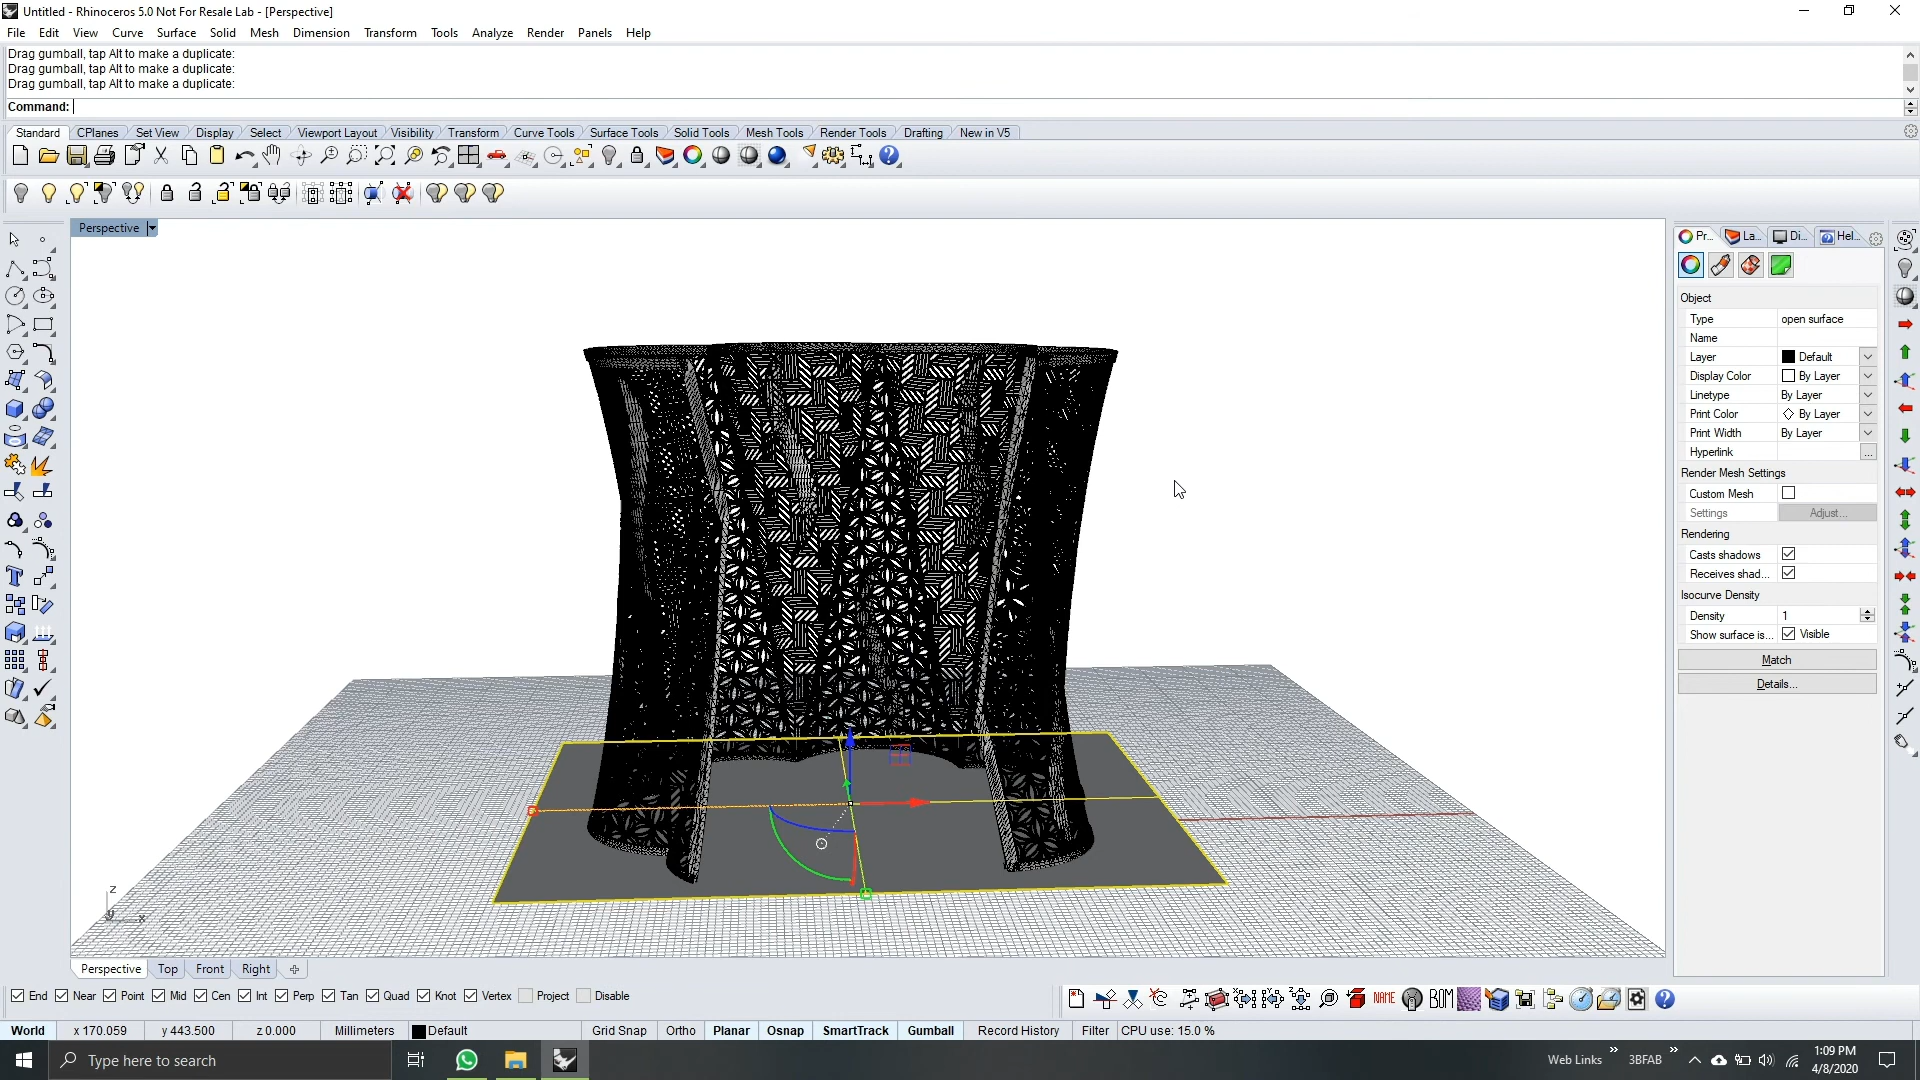 Untitled - Rhinoceros 5.0 Not For Resale Lab - [Perspective]
File Edit View Curve Surface Solid Mesh Dimension Transform Tools Analyze Render Panels Help
Drag gumball, tap Alt to make a duplicate:
Drag gumball, tap Alt to make a duplicate:
Drag gumball, tap Alt to make a duplicate:
Command:
Standard CPlanes Set View Display Select Viewport Layout Visibility Transform Curve Tools Surface Tools Solid Tools Mesh Tools Render Tools Drafting New in V5
Perspective
Pr... La... Di... Hel...
Object
Type open surface
Name
Layer Default
Display Color By Layer
Linetype By Layer
Print Color By Layer
Print Width By Layer
Hyperlink ...
Render Mesh Settings
Custom Mesh
Settings Adjust...
Rendering
Casts shadows
Receives shad...
Isocurve Density
Density 1
Show surface is... Visible
Match
Details...
z
y x
Perspective Top Front Right
End Near Point Mid Cen Int Perp Tan Quad Knot Vertex Project Disable
NAME BOM
World x 170.059 y 443.500 z 0.000 Millimeters Default Grid Snap Ortho Planar Osnap SmartTrack Gumball Record History Filter CPU use: 15.0 %
Type here to search
Web Links » 3BFAB »
1:09 PM
4/8/2020